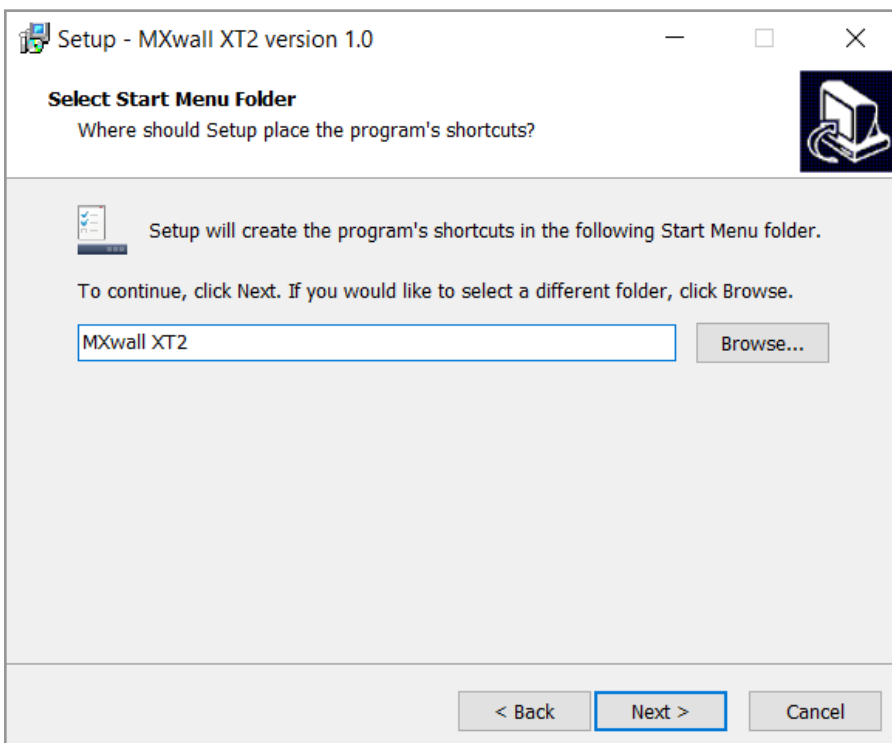 Setup - MXwall XT2 version 1.0
Select Start Menu Folder
Where should Setup place the program's shortcuts?
Setup will create the program's shortcuts in the following Start Menu folder.
To continue, click Next. If you would like to select a different folder, click Browse.
MXwall XT2
Browse...
< Back
Next >
Cancel